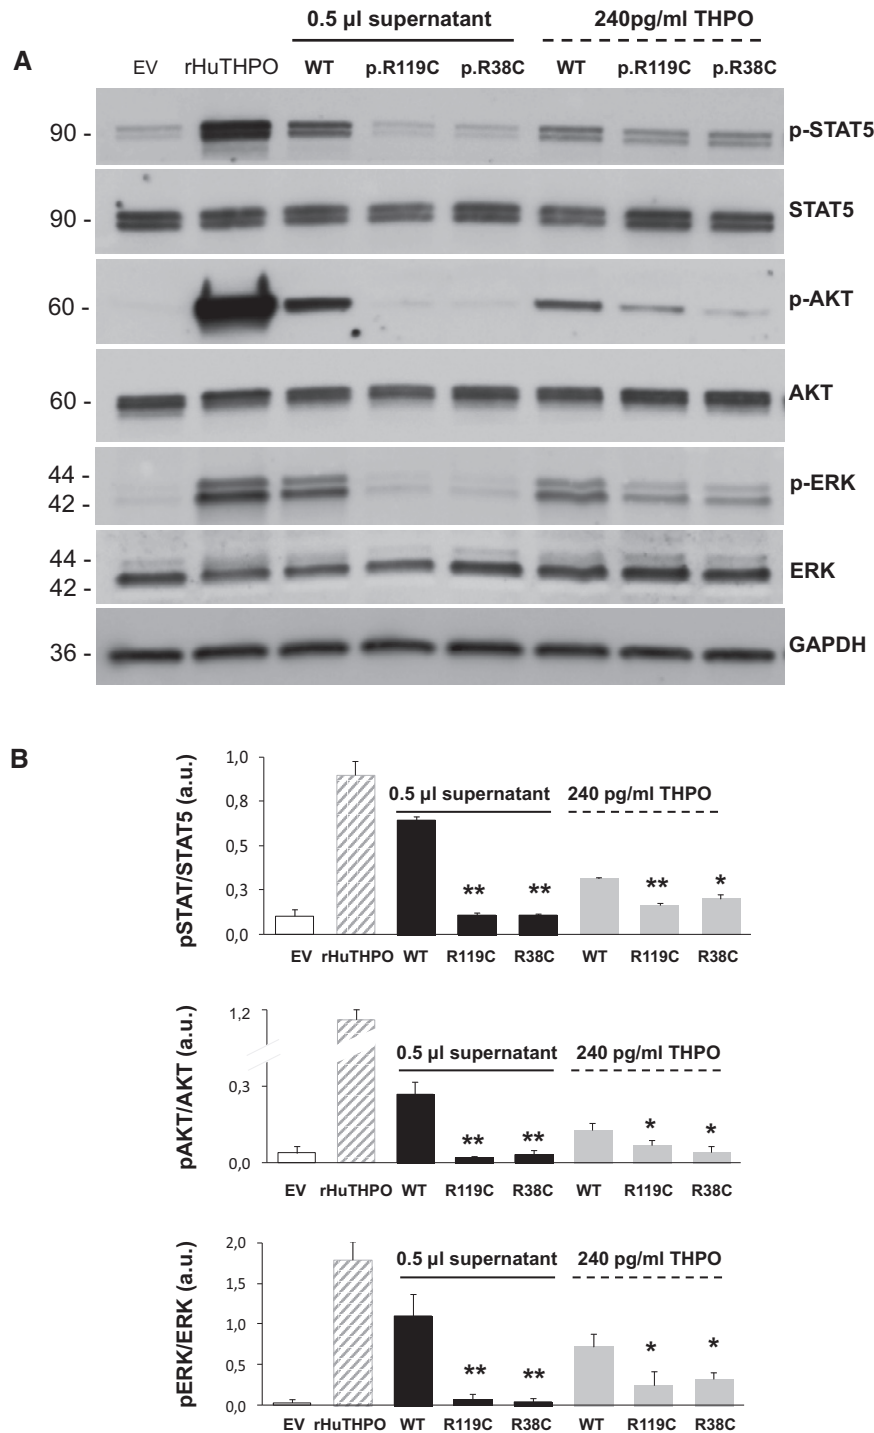 A
0.5 µl supernatant 240pg/ml THPO
EV rHuTHPO WT p.R119C p.R38C WT p.R119C p.R38C
90 - p-STAT5
90 - STAT5
60 - p-AKT
60 - AKT
44 -
42 - p-ERK
44 -
42 - ERK
36 - GAPDH
B
pSTAT/STAT5 (a.u.)
1,0
0,8
0,5
0,3
0,0
0.5 µl supernatant 240 pg/ml THPO
** ** ** *
EV rHuTHPO WT R119C R38C WT R119C R38C
pAKT/AKT (a.u.)
1,2
0,3
0,0
0.5 µl supernatant 240 pg/ml THPO
** ** * *
EV rHuTHPO WT R119C R38C WT R119C R38C
pERK/ERK (a.u.)
2,0
1,5
1,0
0,5
0,0
0.5 µl supernatant 240 pg/ml THPO
** ** * *
EV rHuTHPO WT R119C R38C WT R119C R38C